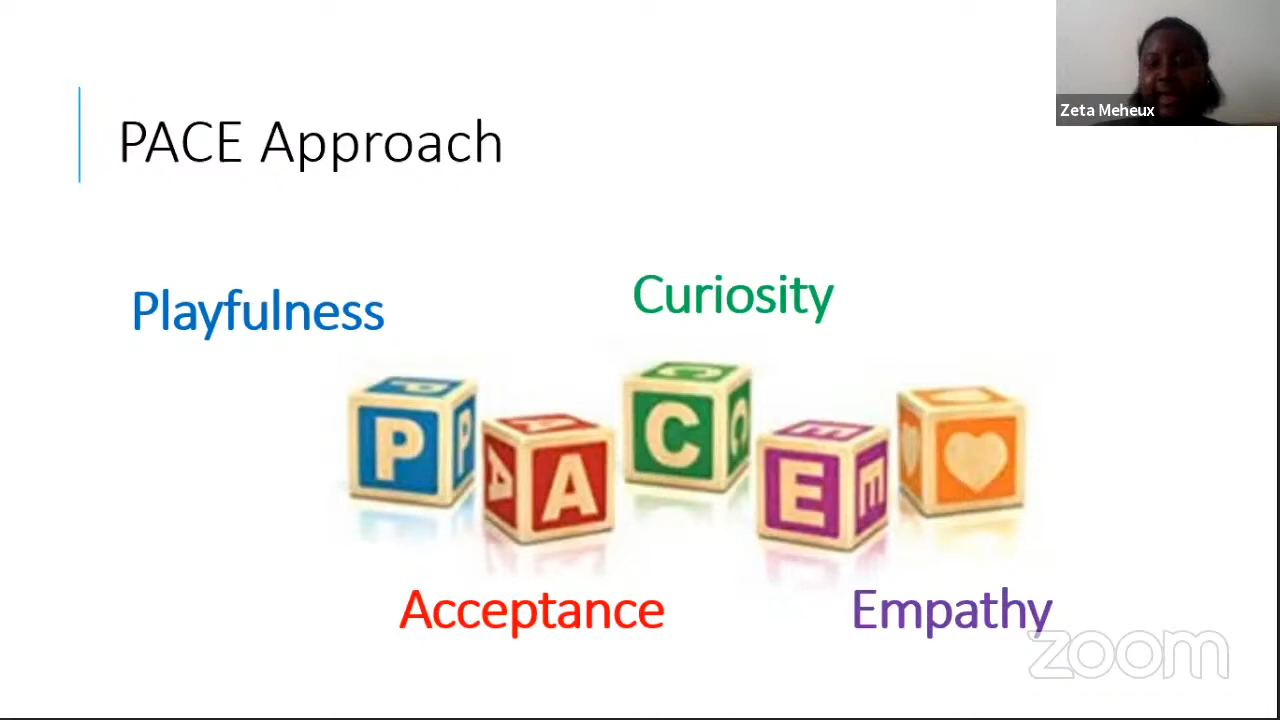 Zeta Meheux
PACE Approach
Playfulness
Curiosity
P
P
P
A
A
A
C
C
C
E
E
E
Acceptance
Empathy
zoom